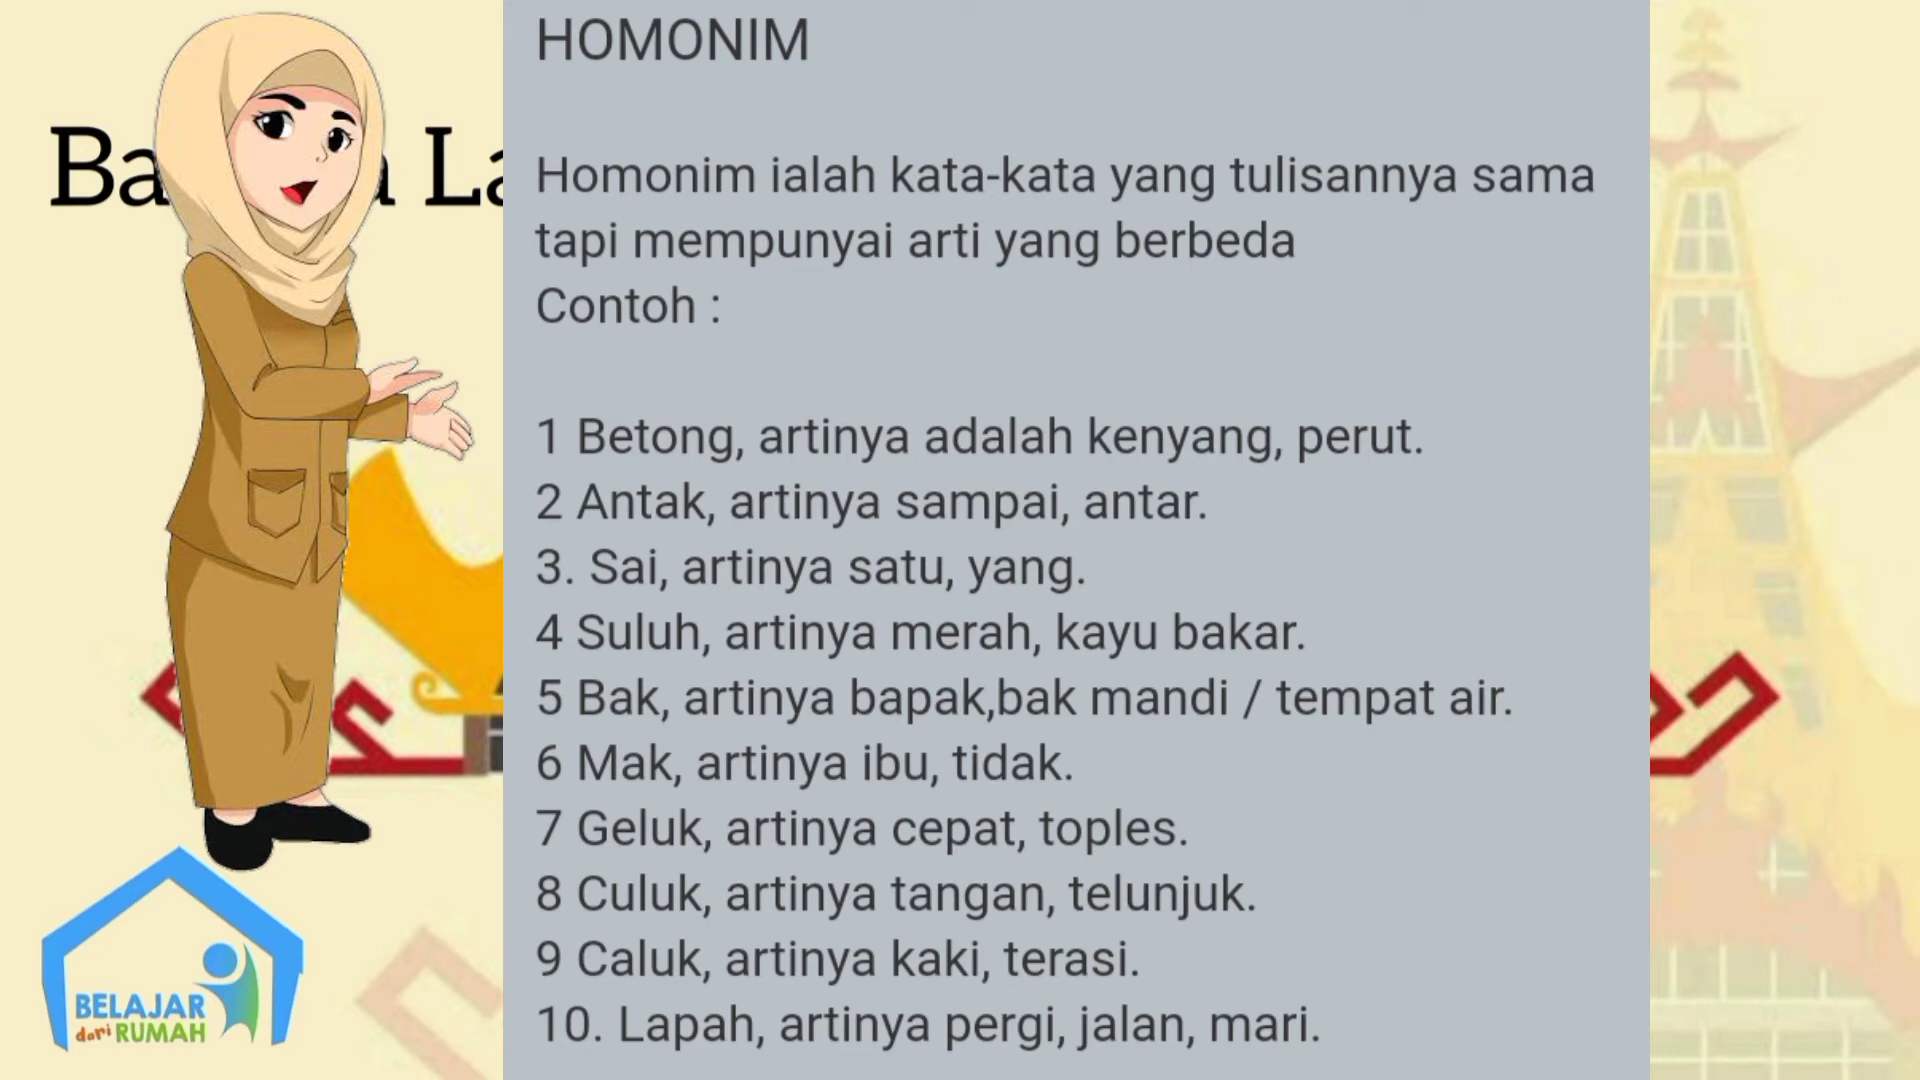 HOMONIM
Homonim ialah kata-kata yang tulisannya sama
tapi mempunyai arti yang berbeda
Contoh :
1 Betong, artinya adalah kenyang, perut.
2 Antak, artinya sampai, antar.
3. Sai, artinya satu, yang.
4 Suluh, artinya merah, kayu bakar.
5 Bak, artinya bapak,bak mandi / tempat air.
6 Mak, artinya ibu, tidak.
7 Geluk, artinya cepat, toples.
8 Culuk, artinya tangan, telunjuk.
9 Caluk, artinya kaki, terasi.
10. Lapah, artinya pergi, jalan, mari.
BELAJAR
dari RUMAH